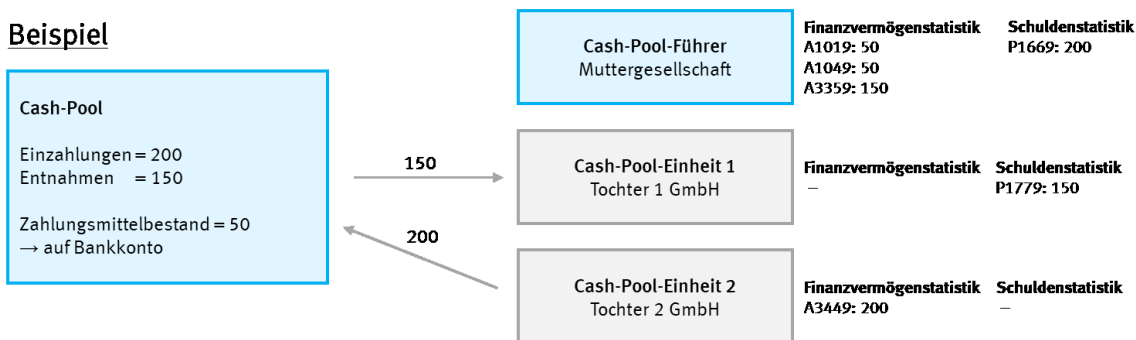 Beispiel
Cash-Pool
Einzahlungen = 200
Entnahmen = 150
Zahlungsmittelbestand = 50
→ auf Bankkonto
150
200
Cash-Pool-Führer
Muttergesellschaft
Finanzvermögenstatistik Schuldenstatistik
A1019: 50 P1669: 200
A1049: 50
A3359: 150
Cash-Pool-Einheit 1
Tochter 1 GmbH
Finanzvermögenstatistik Schuldenstatistik
– P1779: 150
Cash-Pool-Einheit 2
Tochter 2 GmbH
Finanzvermögenstatistik Schuldenstatistik
A3449: 200 –